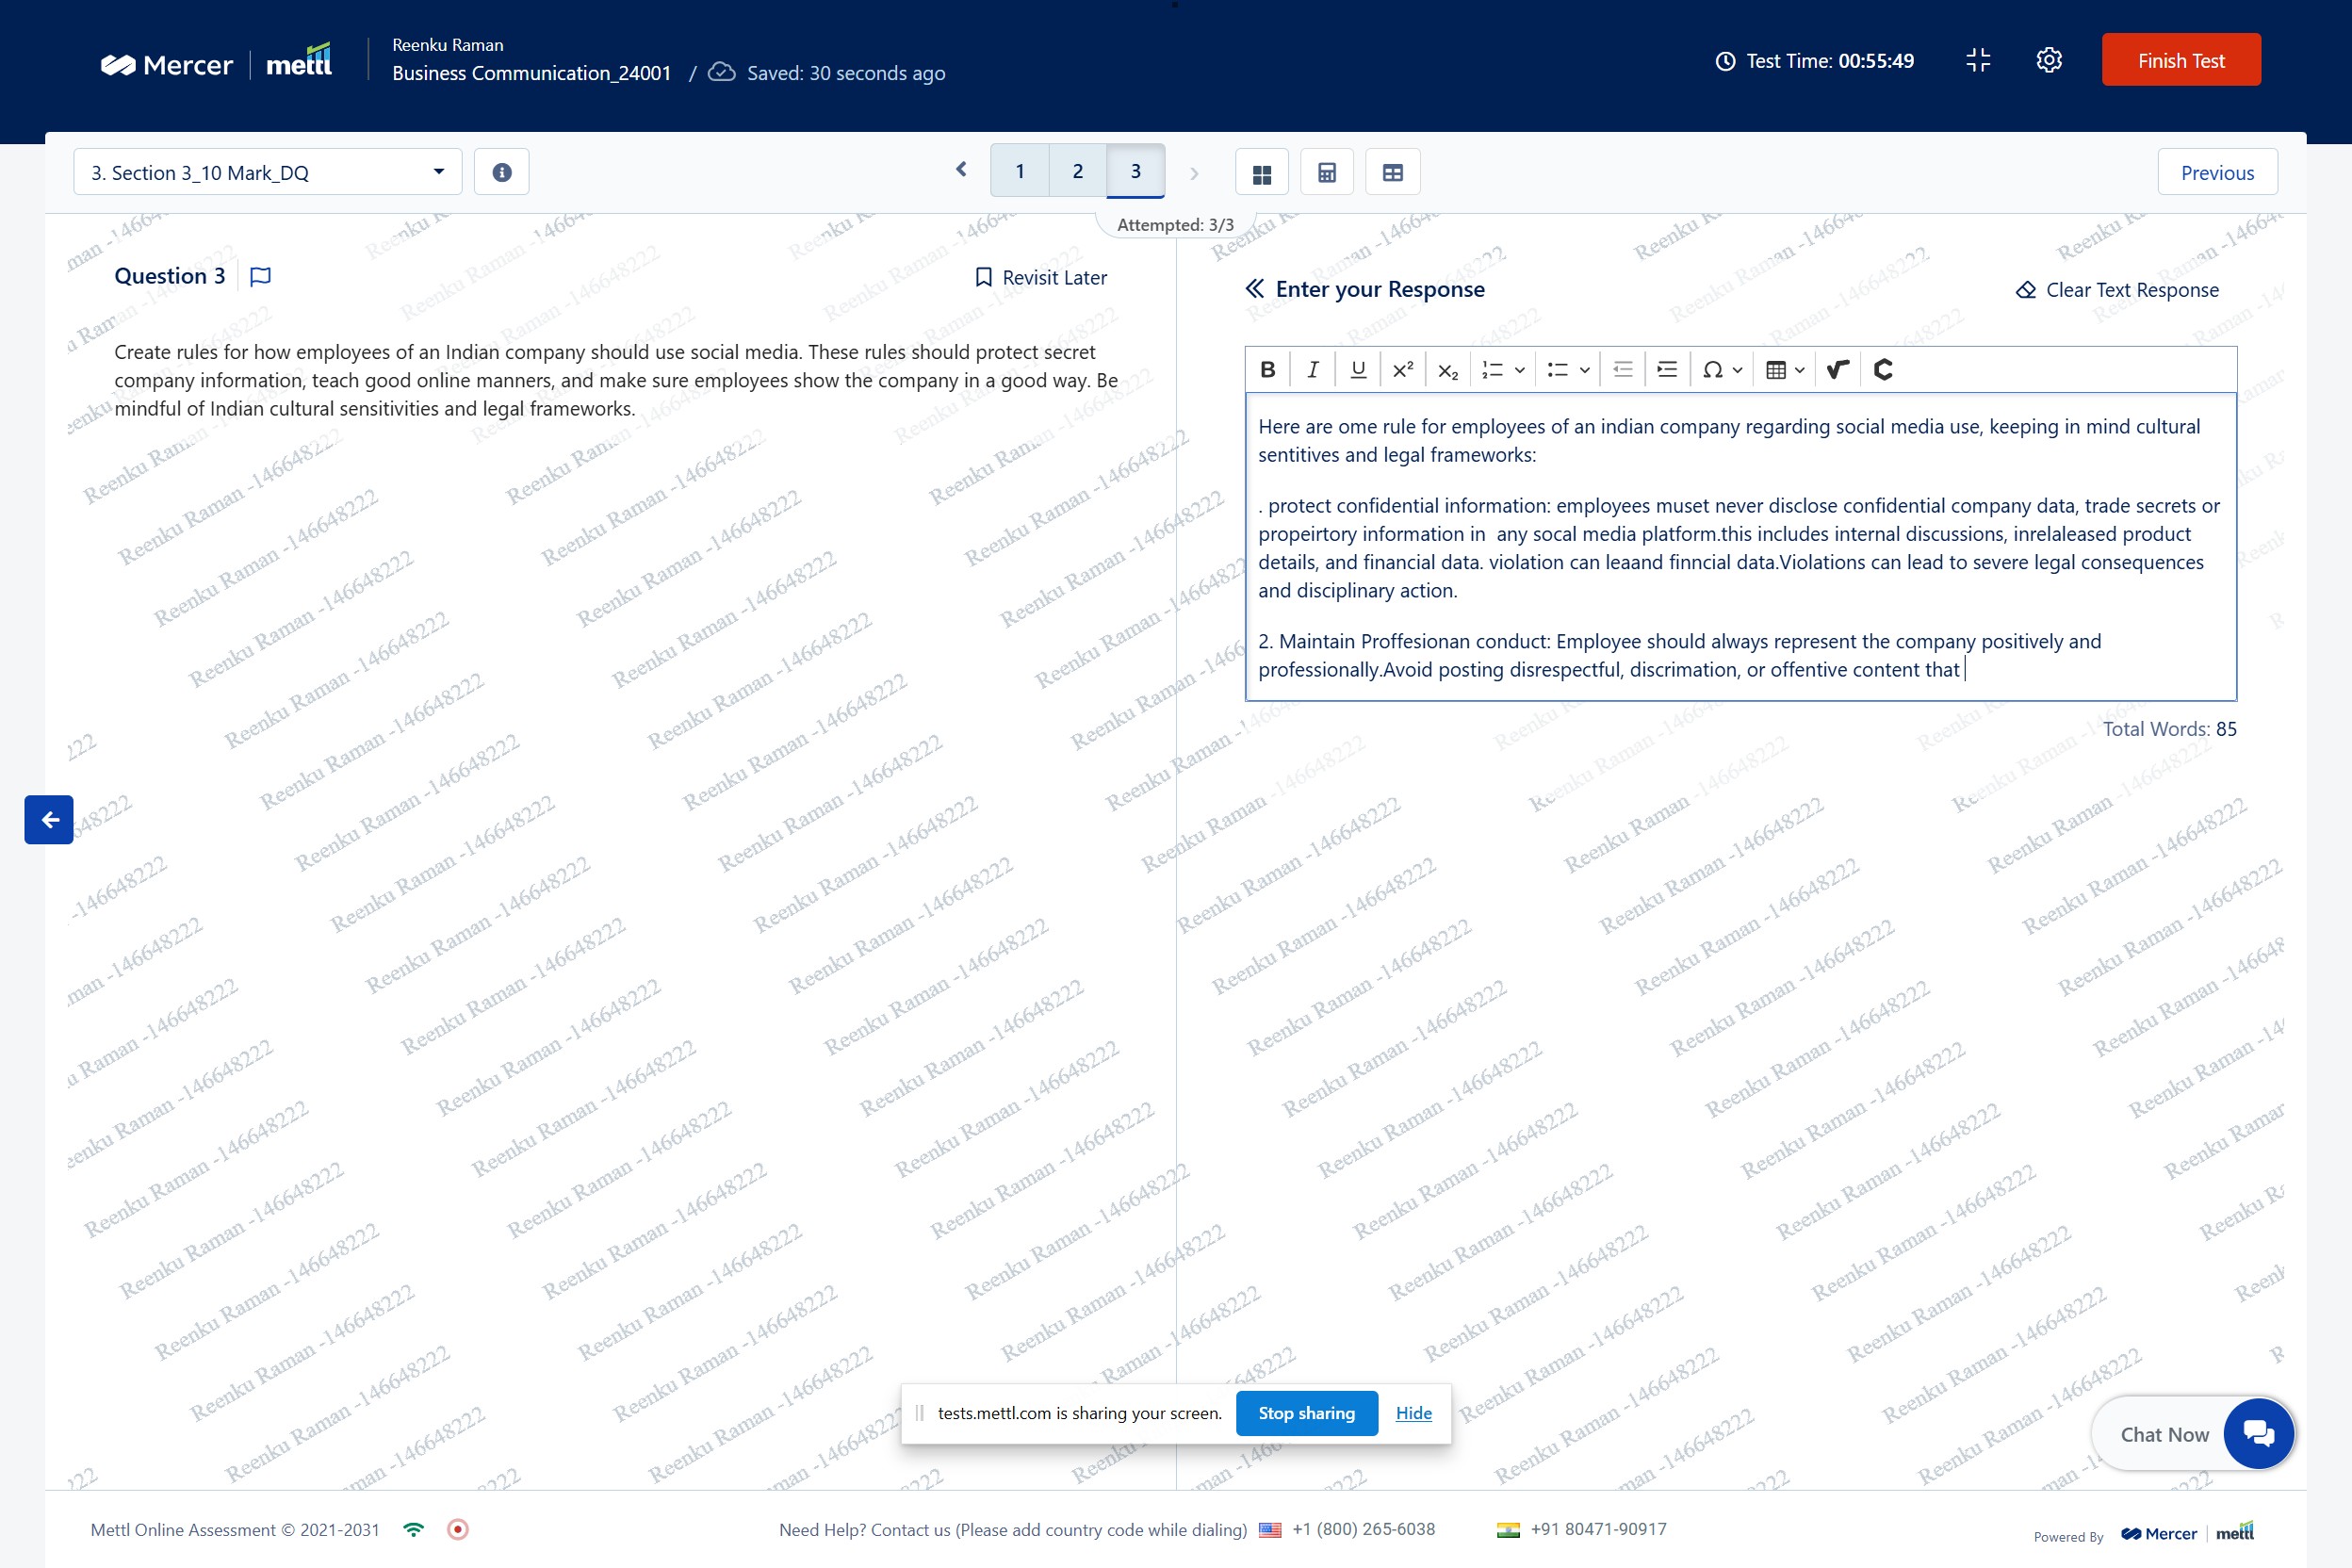 Mercer | mettl
Reenku Raman
Business Communication_24001 / Saved: 30 seconds ago
Test Time: 00:55:49
Finish Test
3. Section 3_10 Mark_DQ
1 2 3
Previous
Attempted: 3/3
Question 3
Revisit Later
Create rules for how employees of an Indian company should use social media. These rules should protect secret
company information, teach good online manners, and make sure employees show the company in a good way. Be
mindful of Indian cultural sensitivities and legal frameworks.
Enter your Response
Clear Text Response
B I U x² x₂ Ω
Here are ome rule for employees of an indian company regarding social media use, keeping in mind cultural
sentitives and legal frameworks:
. protect confidential information: employees muset never disclose confidential company data, trade secrets or
propeirtory information in  any socal media platform.this includes internal discussions, inrelaleased product
details, and financial data. violation can leaand finncial data.Violations can lead to severe legal consequences
and disciplinary action.
2. Maintain Proffesionan conduct: Employee should always represent the company positively and
professionally.Avoid posting disrespectful, discrimation, or offentive content that
Total Words: 85
Reenku Raman -146648222
tests.mettl.com is sharing your screen.
Stop sharing
Hide
Chat Now
Mettl Online Assessment © 2021-2031
Need Help? Contact us (Please add country code while dialing) +1 (800) 265-6038 +91 80471-90917
Powered By Mercer | mettl